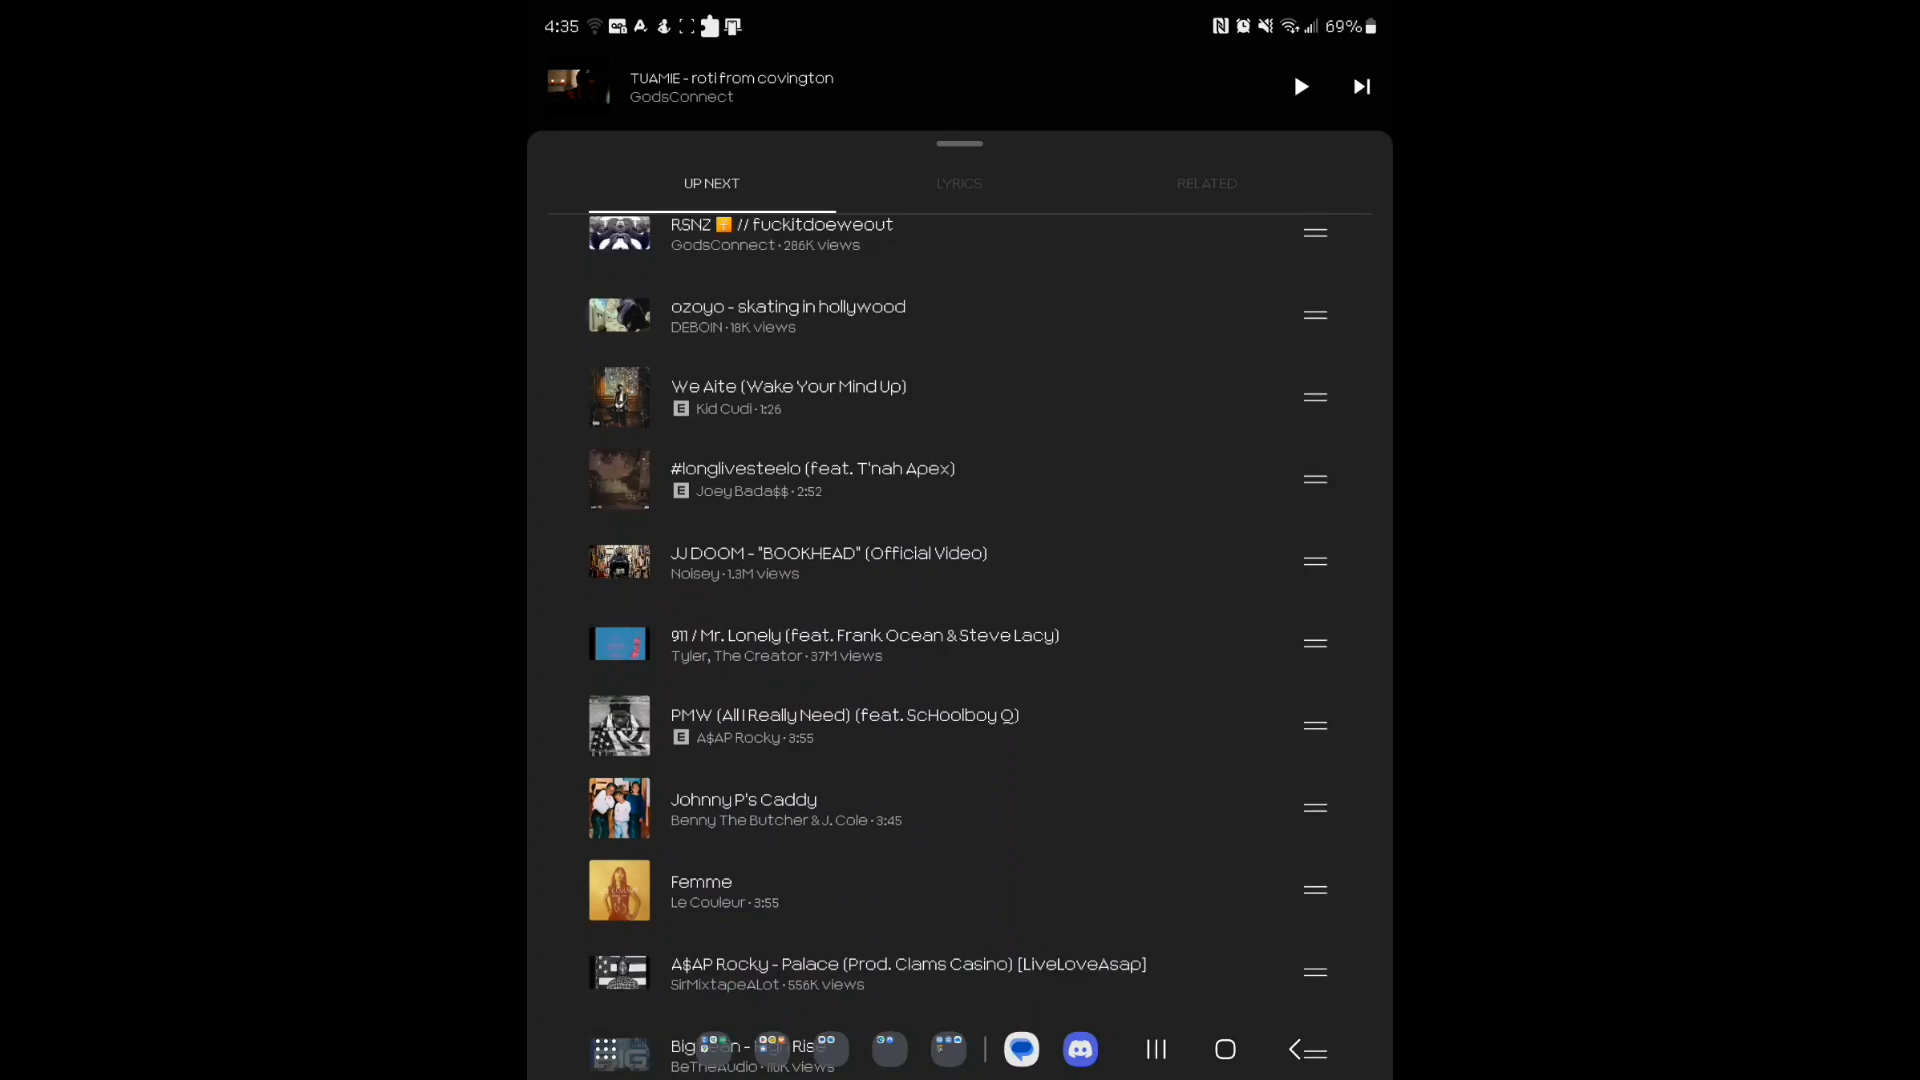 4:35
69%
TUAMIE - roti from covington
GodsConnect
UP NEXT
LYRICS
RELATED
RSNZ 🈴 // fuckitdoeweout
GodsConnect · 286K views
ozoyo - skating in hollywood
DEBOIN · 18K views
We Aite (Wake Your Mind Up)
E Kid Cudi · 1:26
#longlivesteelo (feat. T'nah Apex)
E Joey Bada$$ · 2:52
JJ DOOM - "BOOKHEAD" (Official Video)
Noisey · 1.3M views
911 / Mr. Lonely (feat. Frank Ocean & Steve Lacy)
Tyler, The Creator · 37M views
PMW (All I Really Need) (feat. ScHoolboy Q)
E A$AP Rocky · 3:55
Johnny P's Caddy
Benny The Butcher & J. Cole · 3:45
Femme
Le Couleur · 3:55
A$AP Rocky - Palace (Prod. Clams Casino) [LiveLoveAsap]
SirMixtapeALot · 556K views
Big
BeTheAudio · 110K views